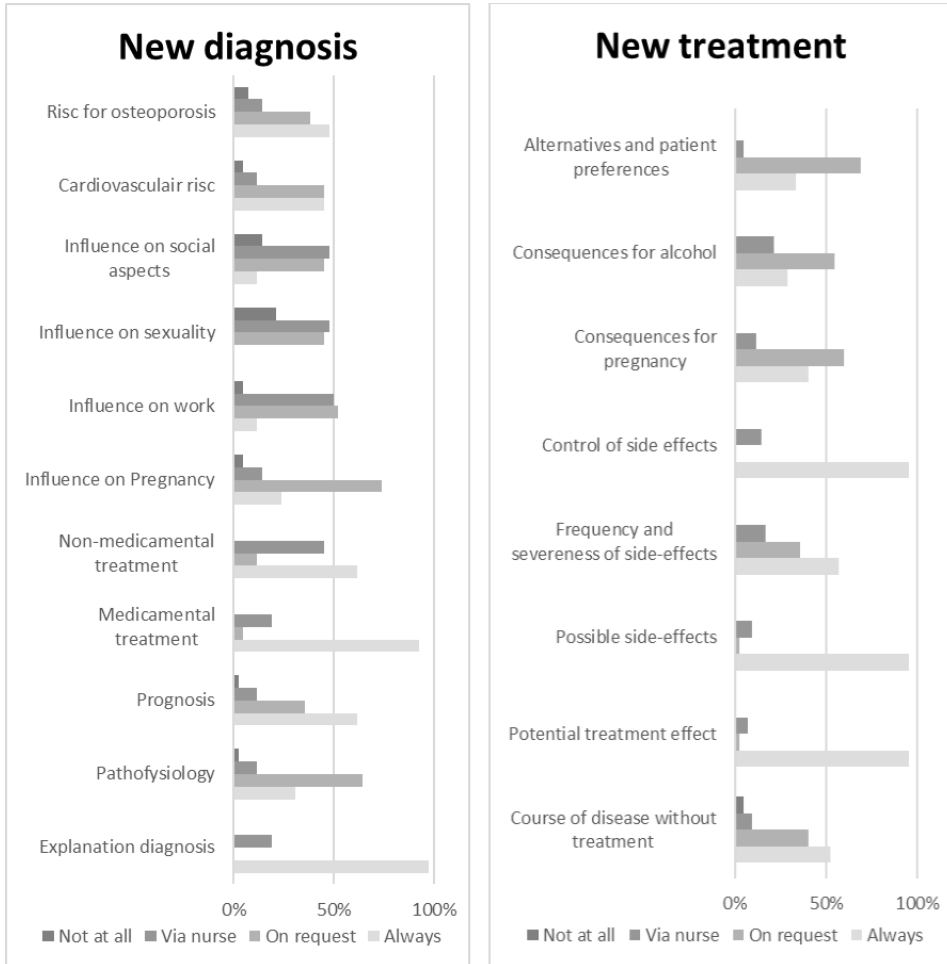 New diagnosis
Risc for osteoporosis
Cardiovasculair risc
Influence on social
aspects
Influence on sexuality
Influence on work
Influence on Pregnancy
Non-medicamental
treatment
Medicamental
treatment
Prognosis
Pathofysiology
Explanation diagnosis
0% 50% 100%
Not at all Via nurse On request Always
New treatment
Alternatives and patient
preferences
Consequences for alcohol
Consequences for
pregnancy
Control of side effects
Frequency and
severeness of side-effects
Possible side-effects
Potential treatment effect
Course of disease without
treatment
0% 50% 100%
Not at all Via nurse On request Always